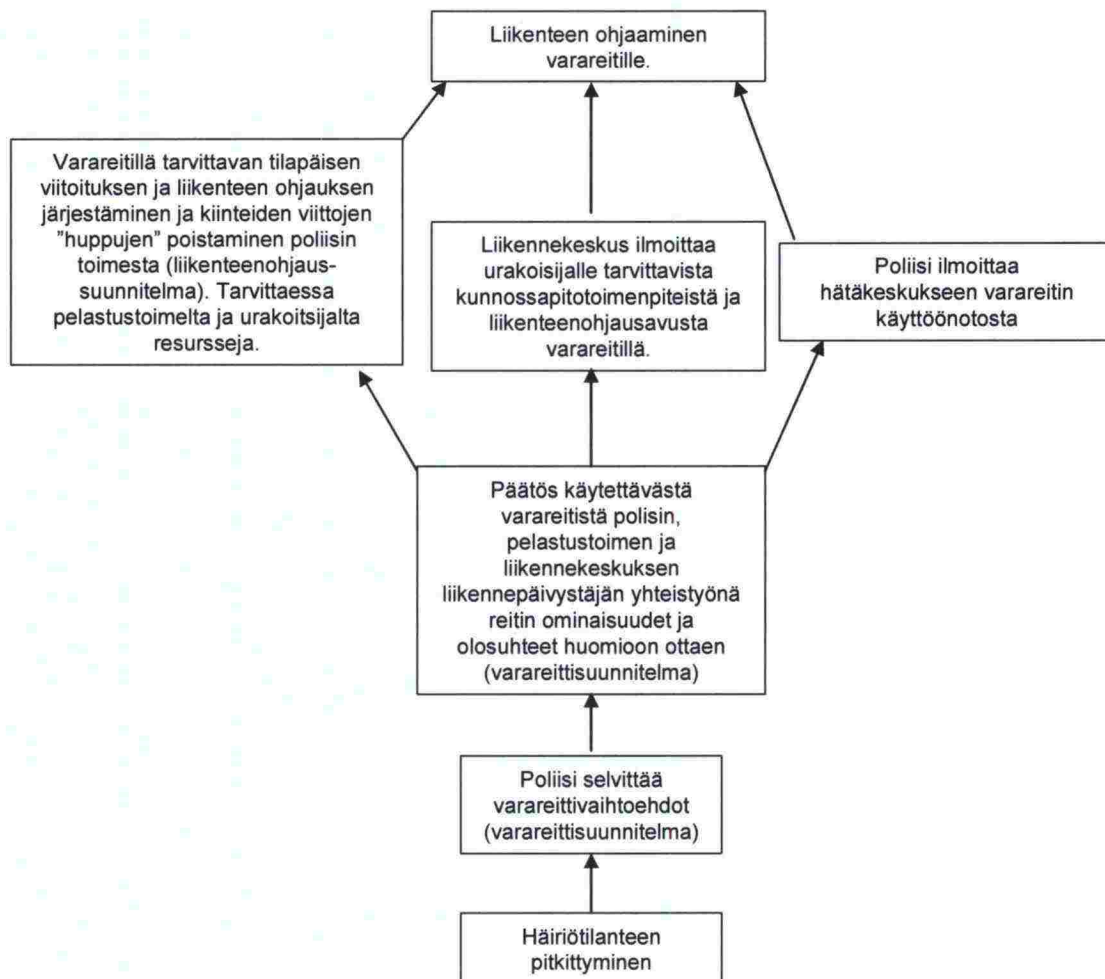 Liikenteen ohjaaminen
varareitille.
Varareitillä tarvittavan tilapäisen
viitoituksen ja liikenteen ohjauksen
järjestäminen ja kiinteiden viittojen
”huppujen” poistaminen poliisin
toimesta (liikenteenohjaus-
suunnitelma). Tarvittaessa
pelastustoimelta ja urakoitsijalta
resursseja.
Liikennekeskus ilmoittaa
urakoisijalle tarvittavista
kunnossapitotoimenpiteistä ja
liikenteenohjausavusta
varareitillä.
Poliisi ilmoittaa
hätäkeskukseen varareitin
käyttöönotosta
Päätös käytettävästä
varareitistä polisin,
pelastustoimen ja
liikennekeskuksen
liikennepäivystäjän yhteistyönä
reitin ominaisuudet ja
olosuhteet huomioon ottaen
(varareittisuunnitelma)
Poliisi selvittää
varareittivaihtoehdot
(varareittisuunnitelma)
Häiriötilanteen
pitkittyminen